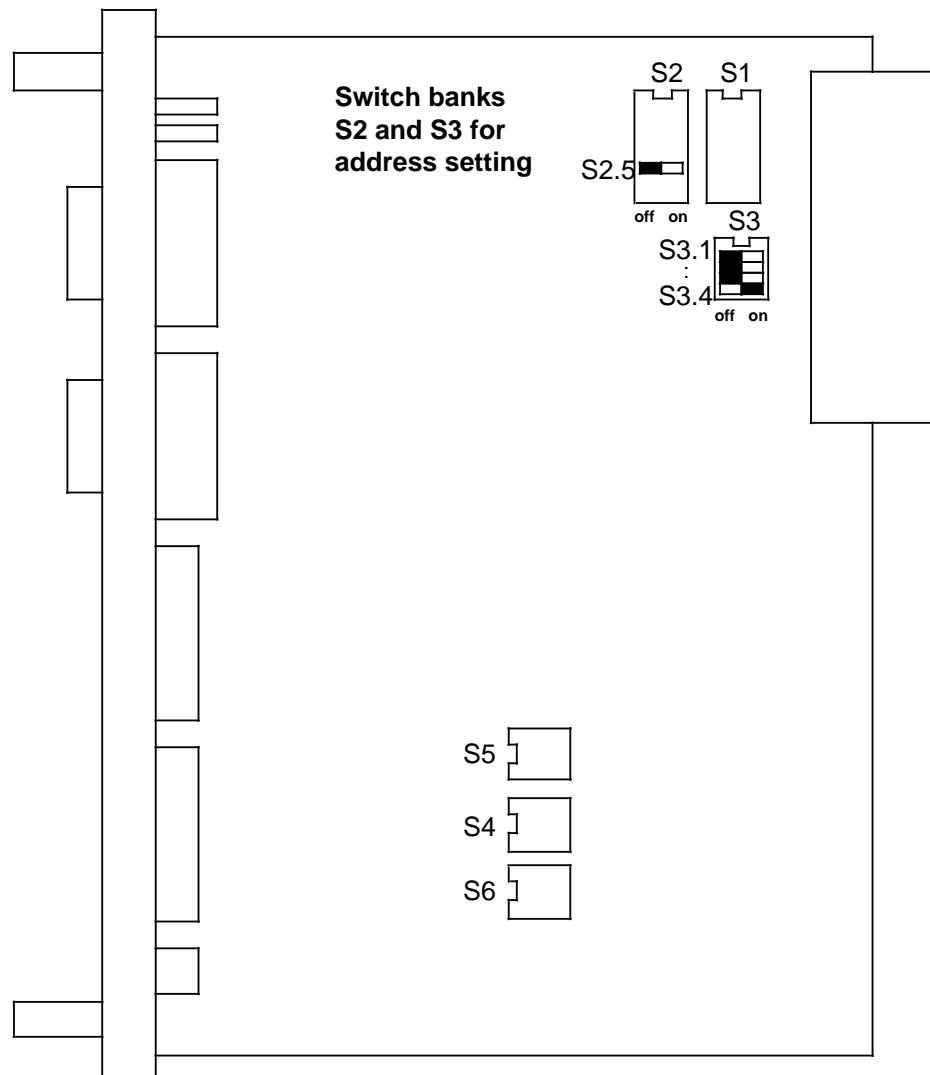 Switch banks
S2 and S3 for
address setting
S2 S1
S2.5
off on
S3
S3.1
:
S3.4
off on
S5
S4
S6